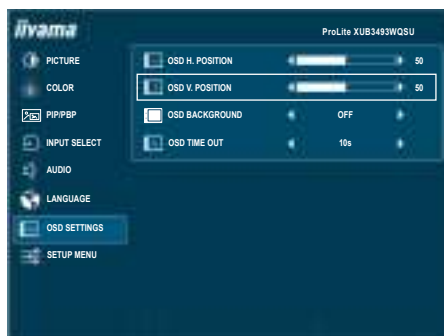 iiyama
ProLite XUB3493WQSU
PICTURE
COLOR
PIP/PBP
INPUT SELECT
AUDIO
LANGUAGE
OSD SETTINGS
SETUP MENU
OSD H. POSITION 50
OSD V. POSITION 50
OSD BACKGROUND OFF
OSD TIME OUT 10s